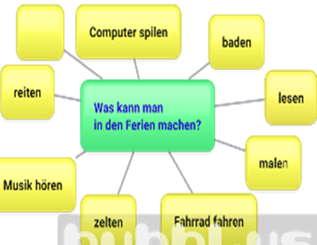 Computer spilen
baden
reiten
lesen
Was kann man
in den Ferien machen?
malen
Musik hören
zelten
Fahrrad fahren
bubbl.us